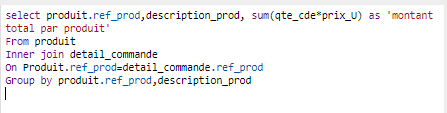 select produit.ref_prod,description_prod, sum(qte_cde*prix_U) as 'montant
total par produit'
From produit
Inner join detail_commande
On Produit.ref_prod=detail_commande.ref_prod
Group by produit.ref_prod,description_prod